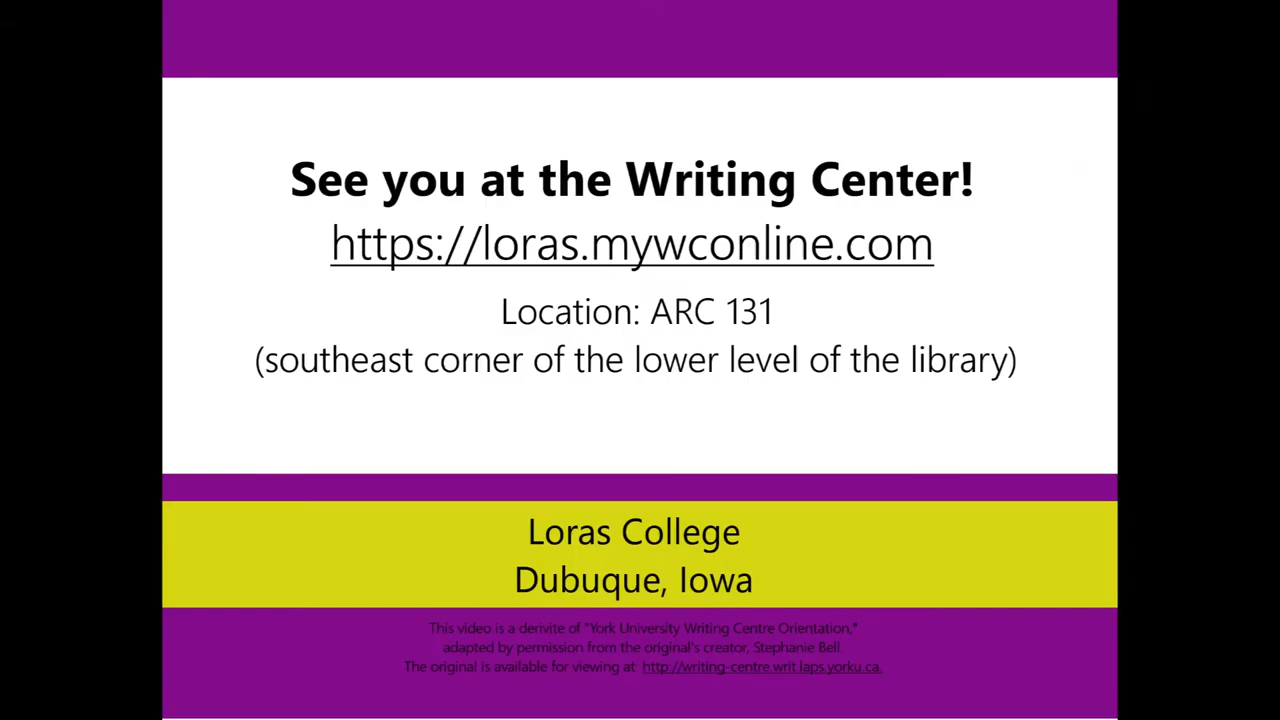 See you at the Writing Center!
https://loras.mywconline.com
Location: ARC 131
(southeast corner of the lower level of the library)
Loras College
Dubuque, Iowa
This video is a derivite of "York University Writing Centre Orientation,"
adapted by permission from the original's creator, Stephanie Bell.
The original is available for viewing at: http://writing-centre.writ.laps.yorku.ca.